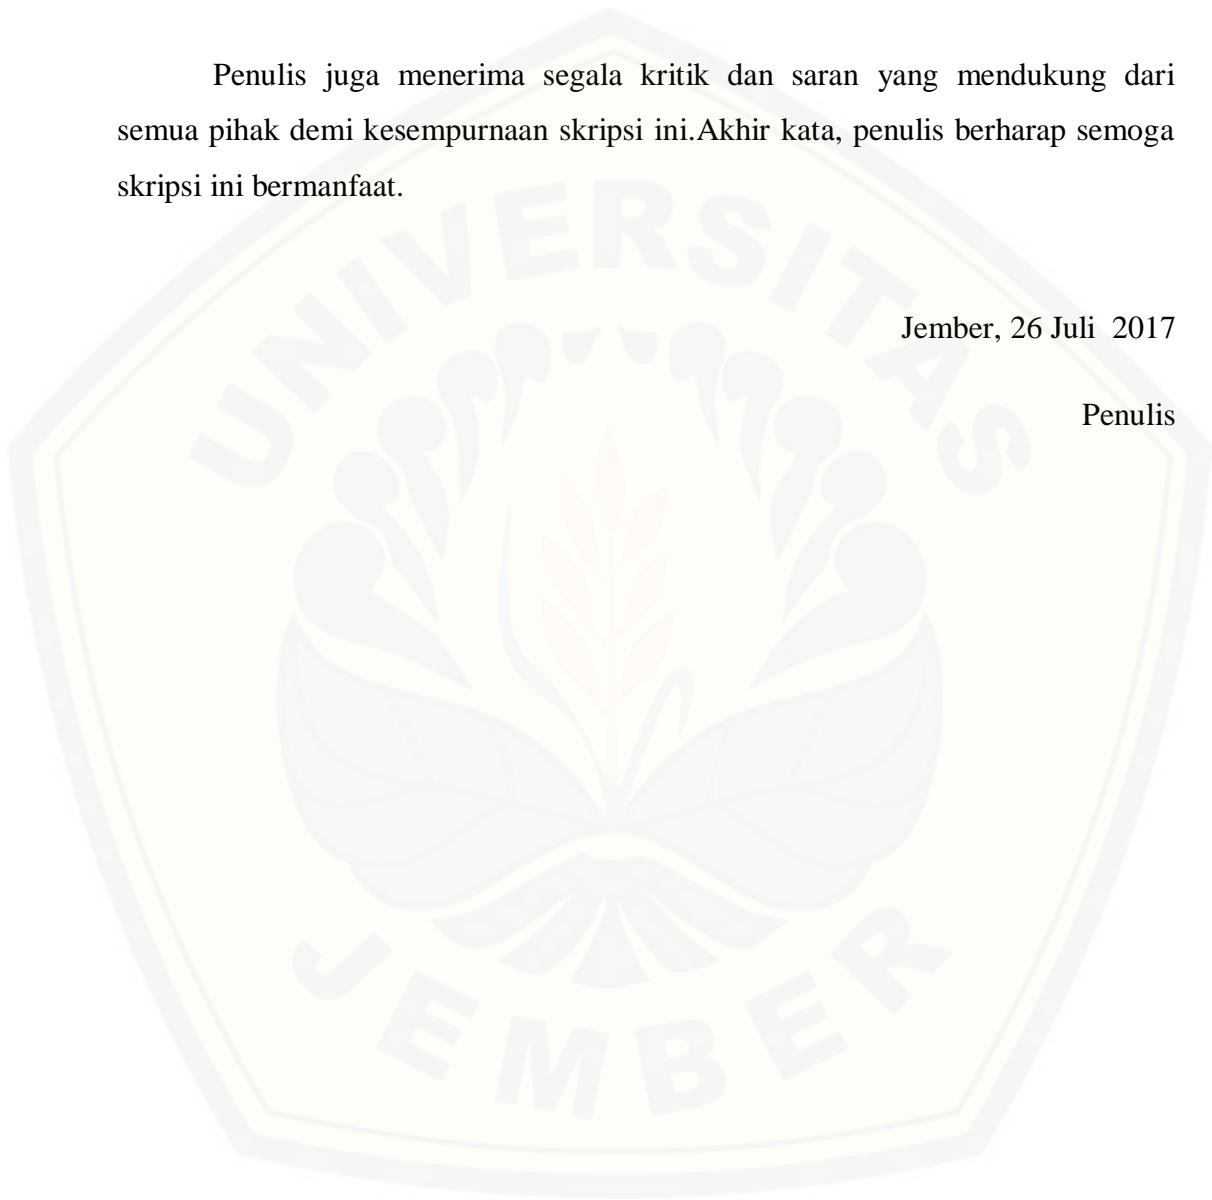 Penulis juga menerima segala kritik dan saran yang mendukung dari
semua pihak demi kesempurnaan skripsi ini.Akhir kata, penulis berharap semoga
skripsi ini bermanfaat.
Jember, 26 Juli  2017
Penulis
UNIVERSITAS
JEMBER